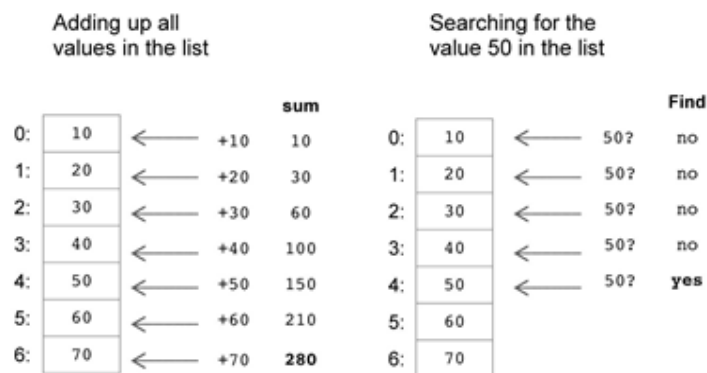 Adding up all
values in the list
sum
0: 10 +10 10
1: 20 +20 30
2: 30 +30 60
3: 40 +40 100
4: 50 +50 150
5: 60 +60 210
6: 70 +70 280
Searching for the
value 50 in the list
Find
0: 10 50? no
1: 20 50? no
2: 30 50? no
3: 40 50? no
4: 50 50? yes
5: 60
6: 70